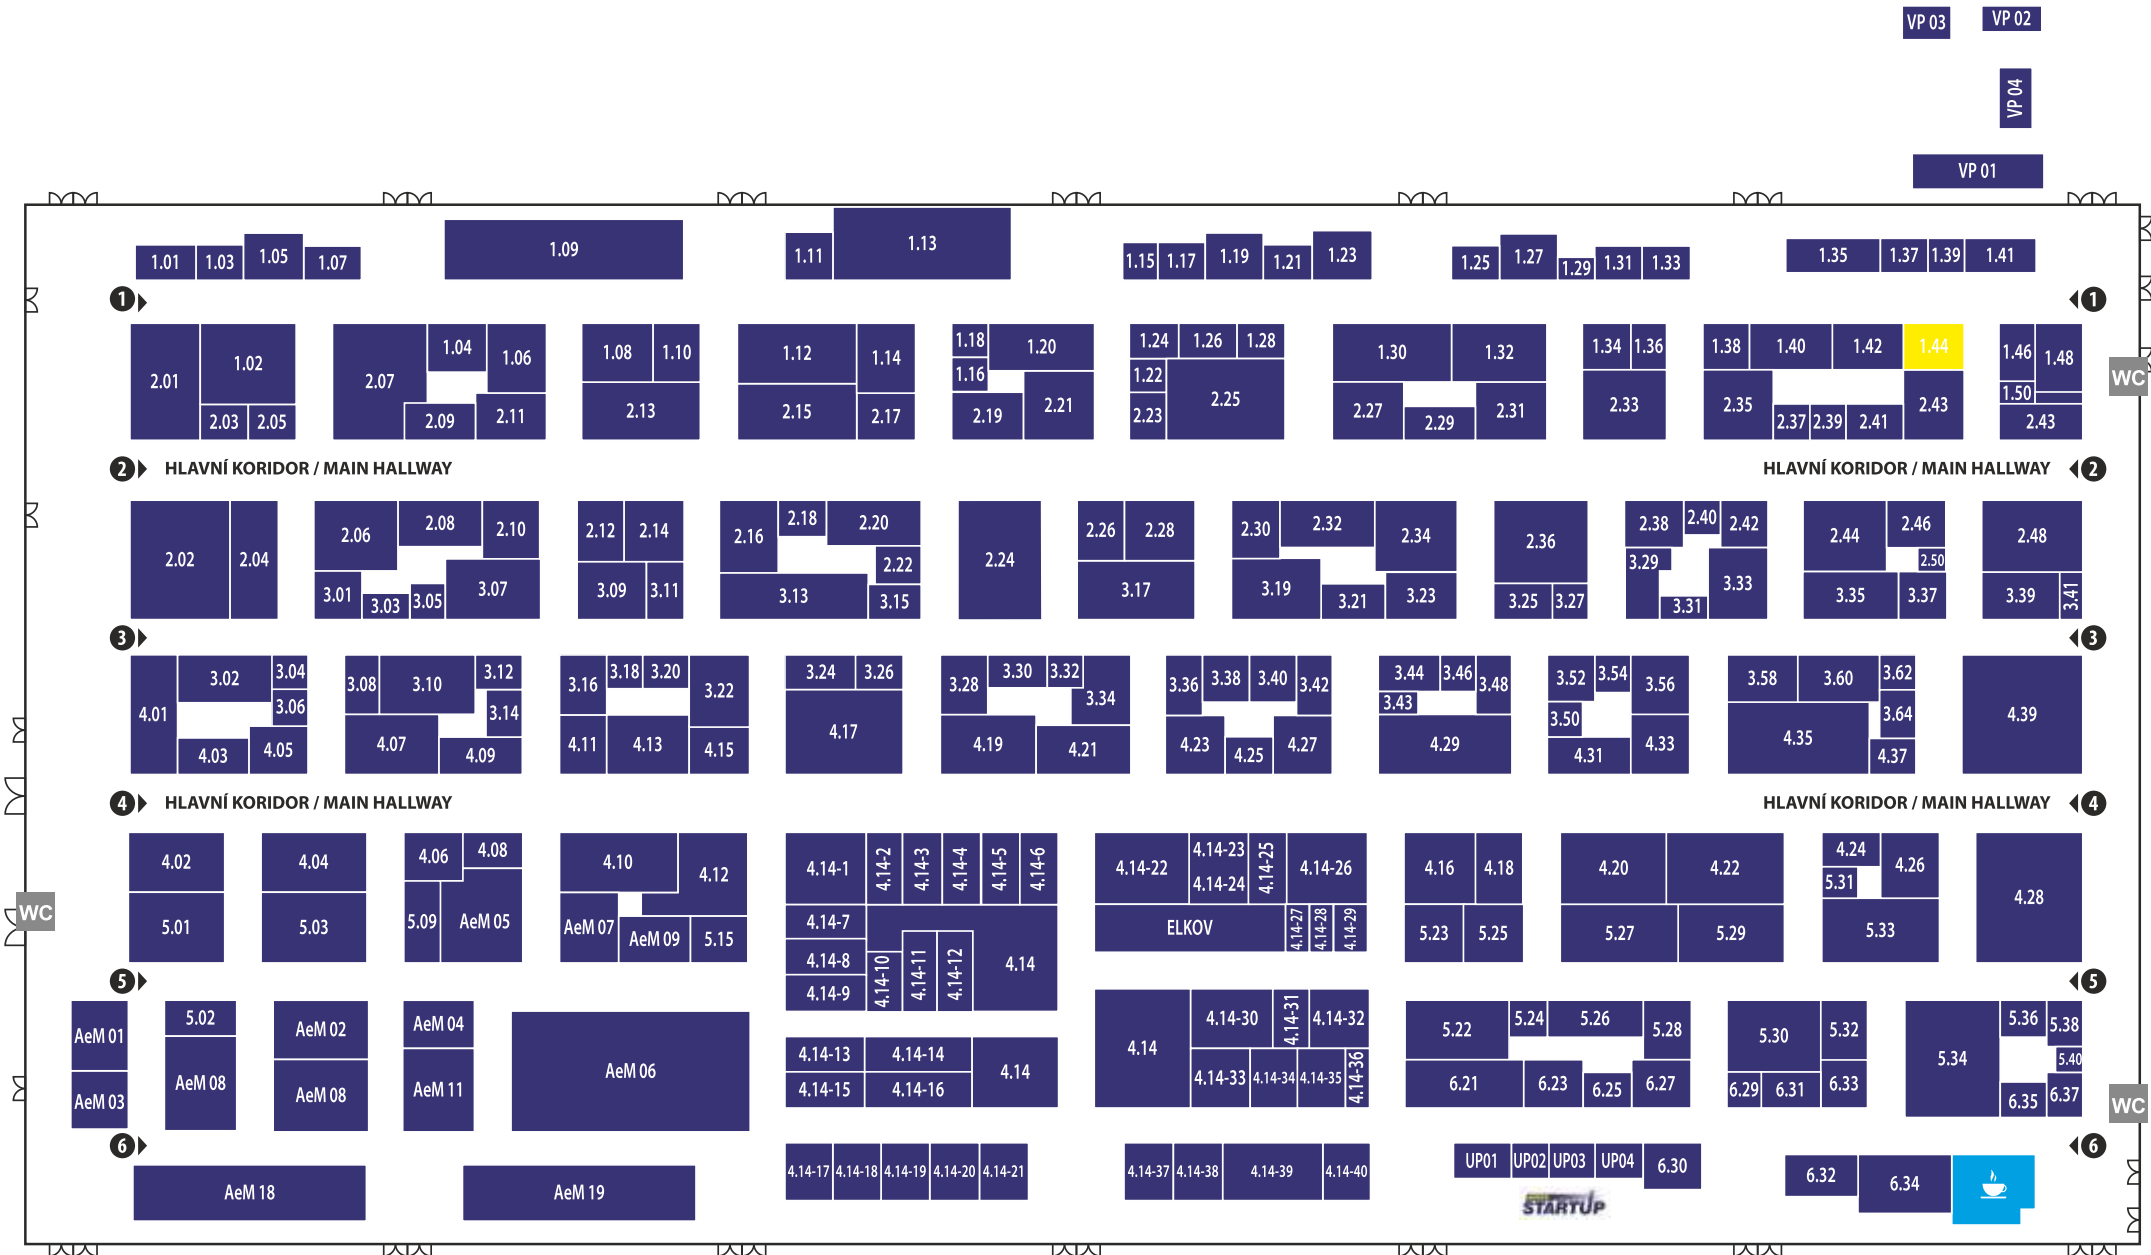 VP 03 VP 02
VP 04
VP 01
1.01 1.03 1.05 1.07 1.09 1.11 1.13 1.15 1.17 1.19 1.21 1.23 1.25 1.27 1.29 1.31 1.33 1.35 1.37 1.39 1.41
1 1
2.01 1.02 2.07 1.04 1.06 1.08 1.10 1.12 1.14 1.18 1.20 1.24 1.26 1.28 1.30 1.32 1.34 1.36 1.38 1.40 1.42 1.44 1.46 1.48
1.16 1.22 1.50 WC
2.03 2.05 2.09 2.11 2.13 2.15 2.17 2.19 2.21 2.23 2.25 2.27 2.29 2.31 2.33 2.35 2.37 2.39 2.41 2.43 2.43
2 HLAVNÍ KORIDOR / MAIN HALLWAY HLAVNÍ KORIDOR / MAIN HALLWAY 2
2.02 2.04 2.06 2.08 2.10 2.12 2.14 2.16 2.18 2.20 2.24 2.26 2.28 2.30 2.32 2.34 2.36 2.38 2.40 2.42 2.44 2.46 2.48
2.22 3.29 2.50
3.01 3.03 3.05 3.07 3.09 3.11 3.13 3.15 3.17 3.19 3.21 3.23 3.25 3.27 3.31 3.33 3.35 3.37 3.39 3.41
3 3
4.01 3.02 3.04 3.08 3.10 3.12 3.16 3.18 3.20 3.22 3.24 3.26 3.28 3.30 3.32 3.34 3.36 3.38 3.40 3.42 3.44 3.46 3.48 3.52 3.54 3.56 3.58 3.60 3.62 4.39
3.06 3.14 3.43 3.50 3.64
4.03 4.05 4.07 4.09 4.11 4.13 4.15 4.17 4.19 4.21 4.23 4.25 4.27 4.29 4.31 4.33 4.35 4.37
4 HLAVNÍ KORIDOR / MAIN HALLWAY HLAVNÍ KORIDOR / MAIN HALLWAY 4
4.02 4.04 4.06 4.08 4.10 4.12 4.14-1 4.14-2 4.14-3 4.14-4 4.14-5 4.14-6 4.14-22 4.14-23 4.14-24 4.14-25 4.14-26 4.16 4.18 4.20 4.22 4.24 4.26 4.28
5.31
WC 5.01 5.03 5.09 AeM 05 AeM 07 AeM 09 5.15 4.14-7 ELKOV 4.14-27 4.14-28 4.14-29 5.23 5.25 5.27 5.29 5.33
4.14-8 4.14-10 4.14-11 4.14-12 4.14
4.14-9
5 5
AeM 01 5.02 AeM 02 AeM 04 AeM 06 4.14 4.14-30 4.14-31 4.14-32 5.22 5.24 5.26 5.28 5.30 5.32 5.34 5.36 5.38
4.14-13 4.14-14 4.14 5.40
AeM 03 AeM 08 AeM 08 AeM 11 4.14-15 4.14-16 4.14-33 4.14-34 4.14-35 4.14-36 6.21 6.23 6.25 6.27 6.29 6.31 6.33 6.35 6.37 WC
6 6
AeM 18 AeM 19 4.14-17 4.14-18 4.14-19 4.14-20 4.14-21 4.14-37 4.14-38 4.14-39 4.14-40 UP01 UP02 UP03 UP04 6.30 6.32 6.34
STARTUP